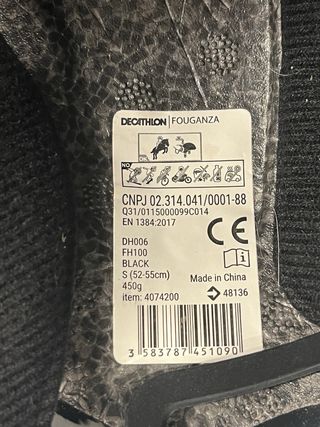 DECATHLON | FOUGANZA
NO
CNPJ 02.314.041/0001-88
Q31/0115000099C014
EN 1384:2017
CE
DH006
FH100
BLACK
S (52-55cm)
450g
item: 4074200
Made in China
48136
3 583787 451090